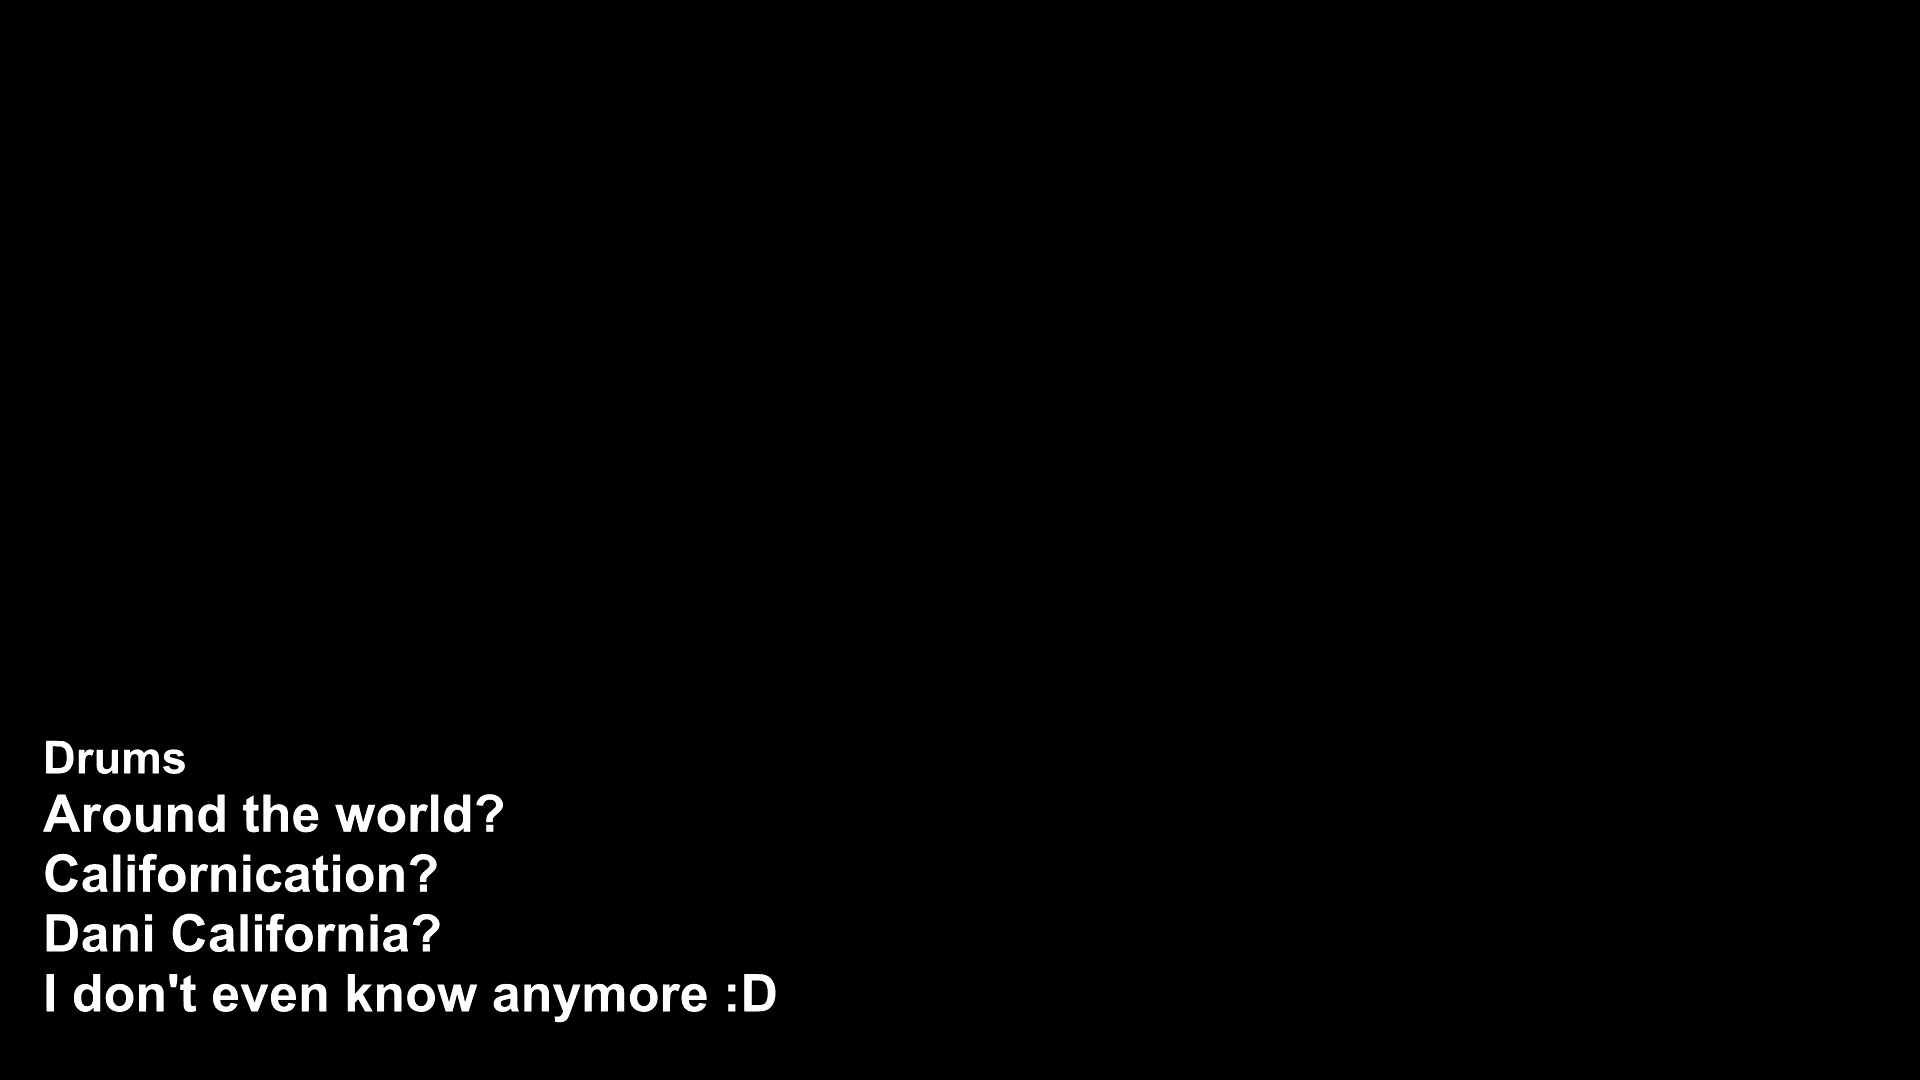 Drums
Around the world?
Californication?
Dani California?
I don't even know anymore :D